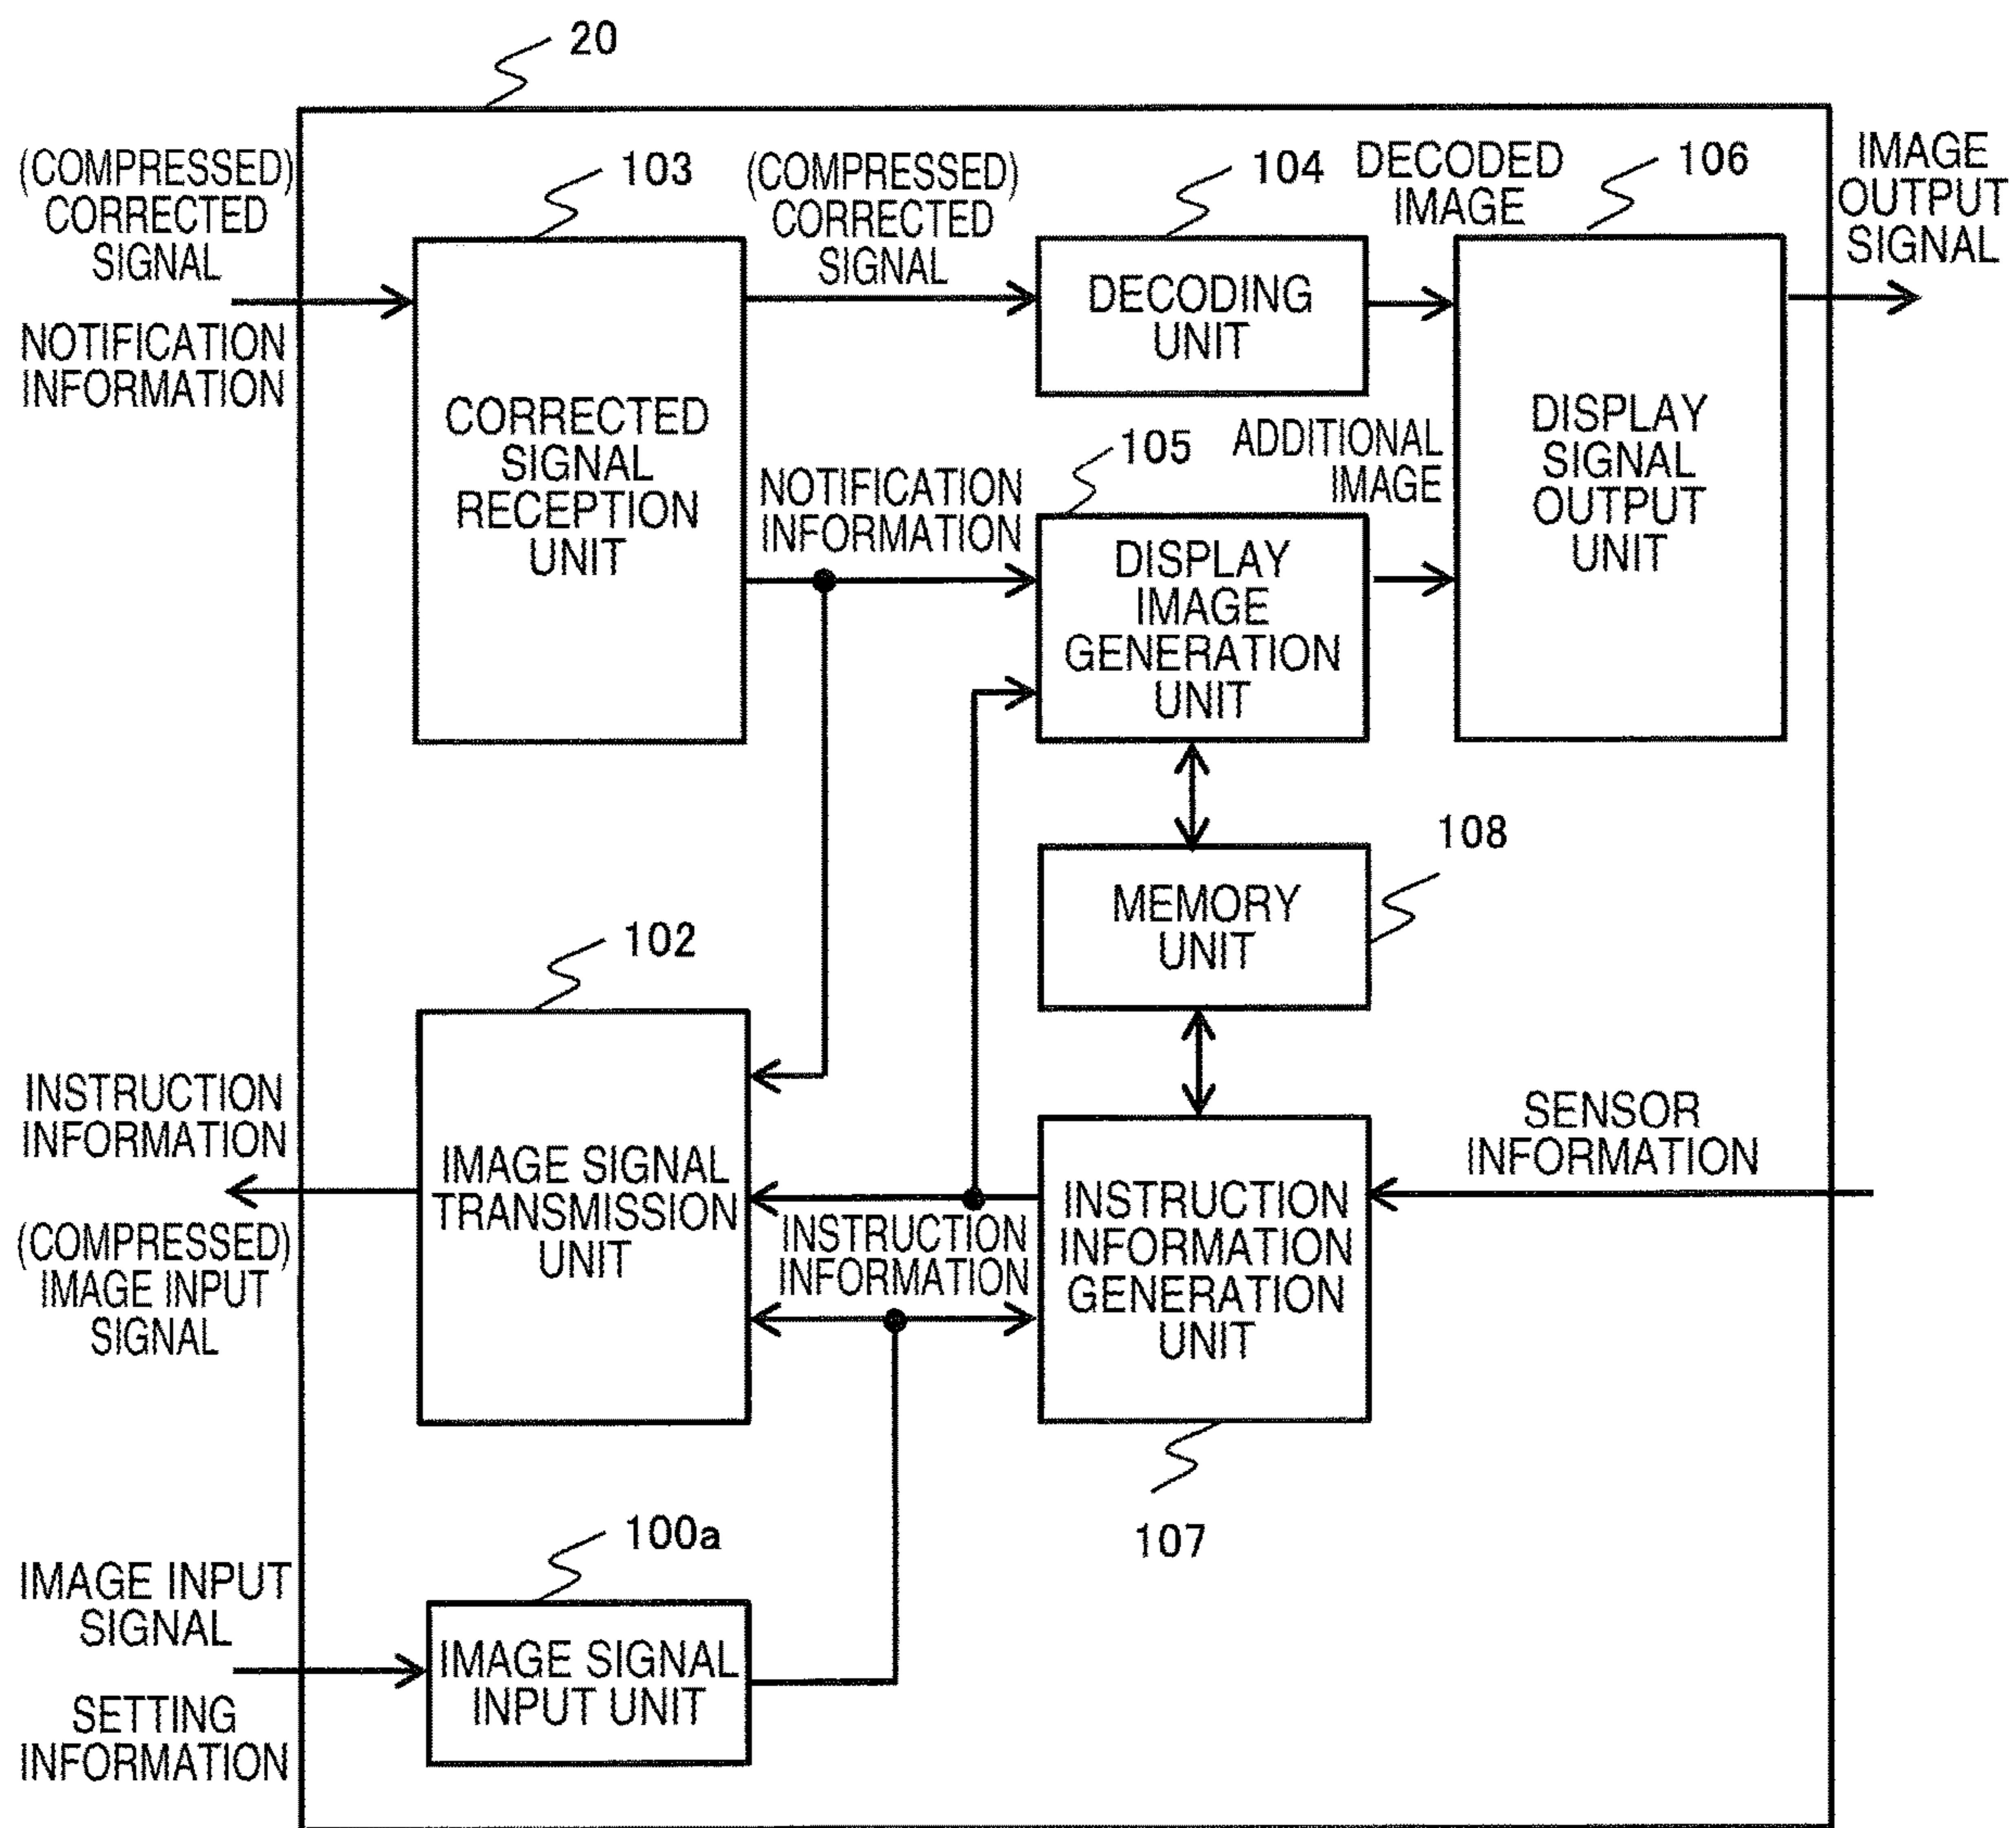 20
(COMPRESSED)
CORRECTED
SIGNAL
NOTIFICATION
INFORMATION
103
CORRECTED
SIGNAL
RECEPTION
UNIT
(COMPRESSED)
CORRECTED
SIGNAL
104
DECODING
UNIT
DECODED
IMAGE
106
DISPLAY
SIGNAL
OUTPUT
UNIT
IMAGE
OUTPUT
SIGNAL
NOTIFICATION
INFORMATION
105
DISPLAY
IMAGE
GENERATION
UNIT
ADDITIONAL
IMAGE
108
MEMORY
UNIT
102
IMAGE SIGNAL
TRANSMISSION
UNIT
INSTRUCTION
INFORMATION
(COMPRESSED)
IMAGE INPUT
SIGNAL
INSTRUCTION
INFORMATION
INSTRUCTION
INFORMATION
GENERATION
UNIT
107
SENSOR
INFORMATION
100a
IMAGE INPUT
SIGNAL
SETTING
INFORMATION
IMAGE SIGNAL
INPUT UNIT